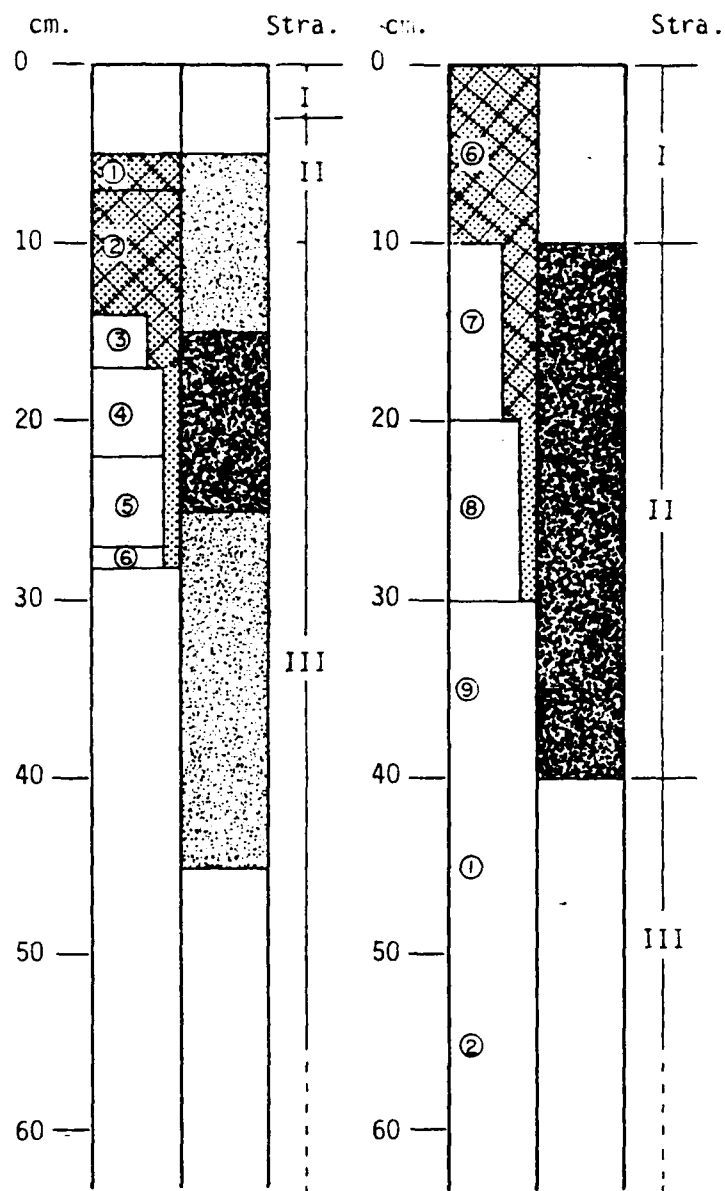 cm. Stra. cm. Stra.
0 0
I
① II ⑥ I
10 ② 10
③ ⑦
20 ④ 20
⑤ ⑧ II
⑥
30 30
III ⑨
40 40
①
50 50 III
②
60 60